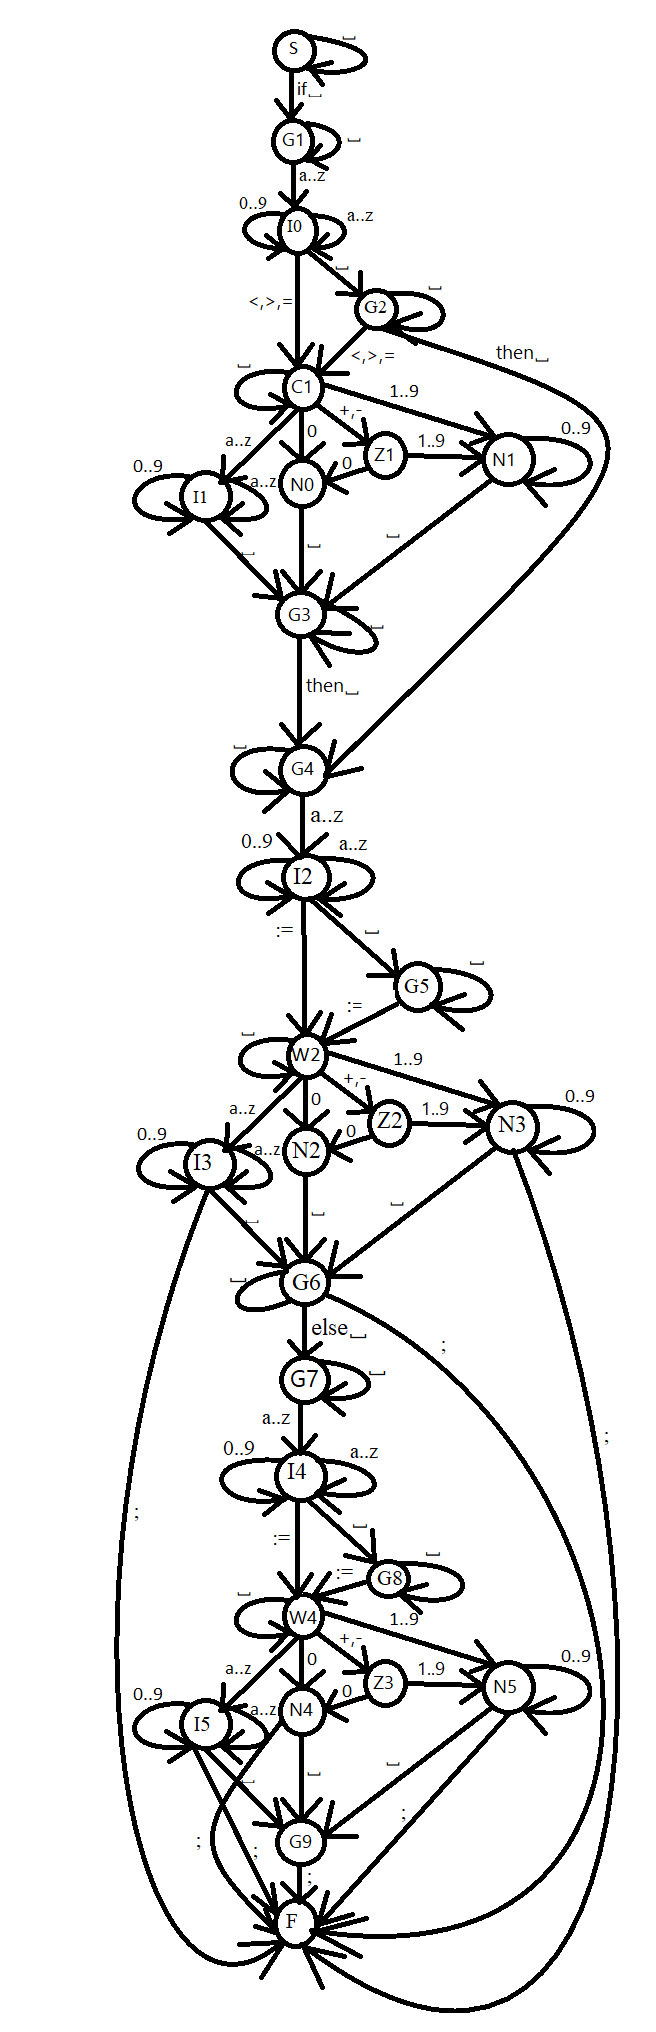 S ⎵
if⎵
G1 ⎵
a..z
0..9 I0 a..z
⎵
<,>,= G2 ⎵
⎵ <,>,= then⎵
C1 1..9
a..z 0 +,- 0..9
0..9 a..z 0 Z1 1..9 N1
I1 N0
⎵ ⎵ ⎵
G3 ⎵
then⎵
⎵ G4
a..z
0..9 I2 a..z
:= ⎵
G5 ⎵
⎵ :=
W2 1..9
a..z 0 +,- 0..9
0..9 a..z 0 Z2 1..9 N3
I3 N2
⎵ ⎵ ⎵
⎵ G6
else⎵ ;
G7 ⎵
a..z ;
0..9 I4 a..z
; := ⎵
G8 ⎵
⎵ :=
W4 1..9
a..z 0 +,- 0..9
0..9 a..z 0 Z3 1..9 N5
I5 N4
⎵ ⎵ ⎵
; ; G9 ;
;
F